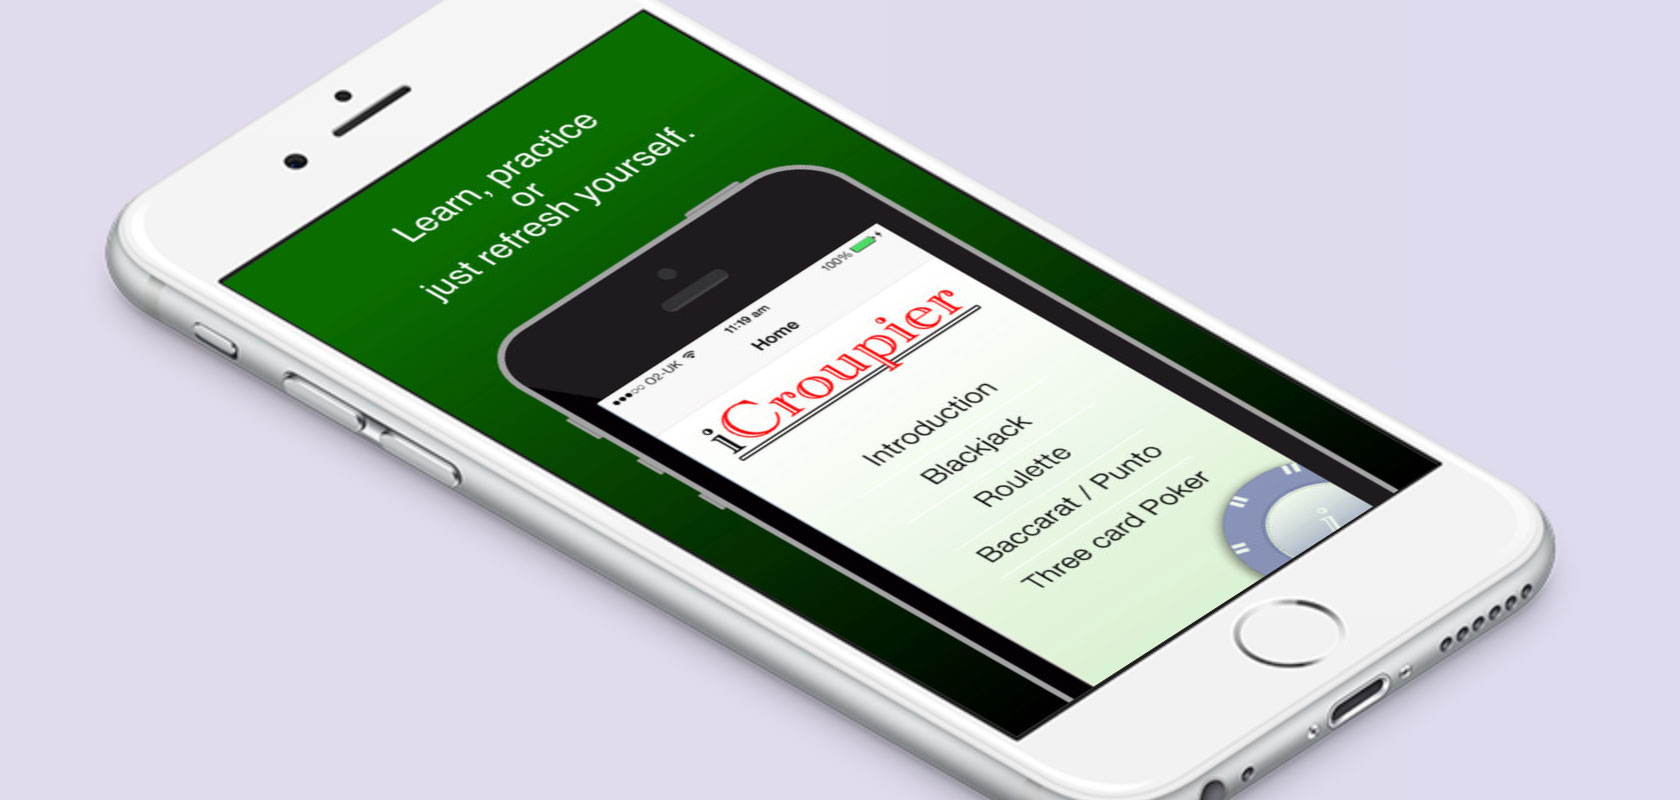 Learn, practice
or
just refresh yourself.
O2-UK
11:19 am
100%
Home
iCroupier
Introduction
Blackjack
Roulette
Baccarat / Punto
Three card Poker
i